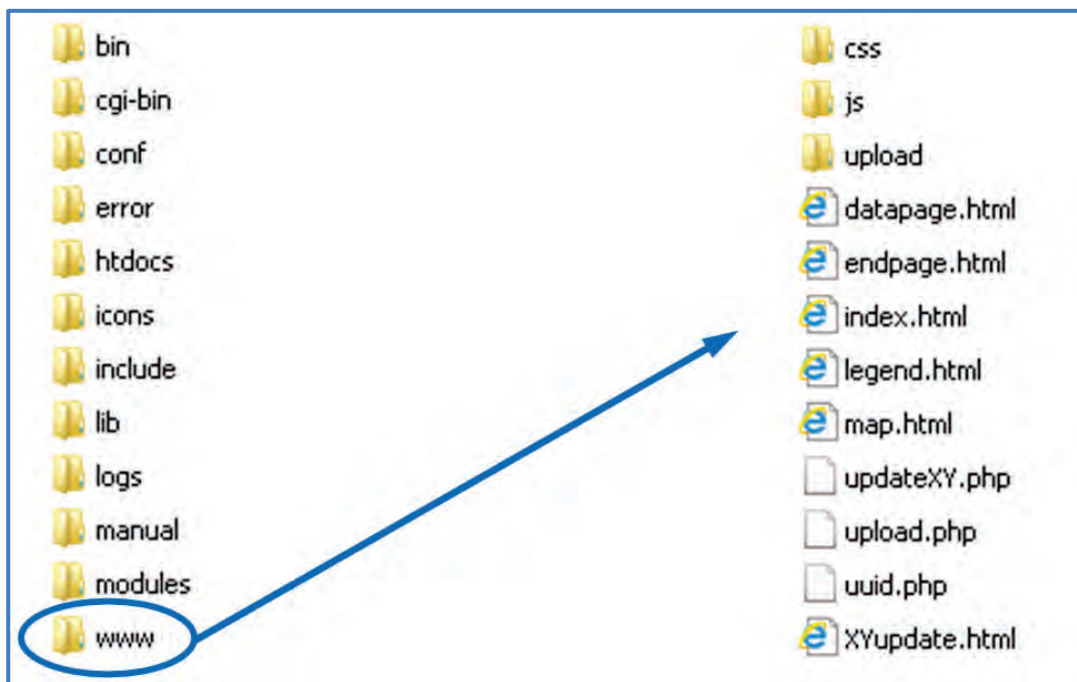 bin
cgi-bin
conf
error
htdocs
icons
include
lib
logs
manual
modules
www
css
js
upload
datapage.html
endpage.html
index.html
legend.html
map.html
updateXY.php
upload.php
uuid.php
XYupdate.html